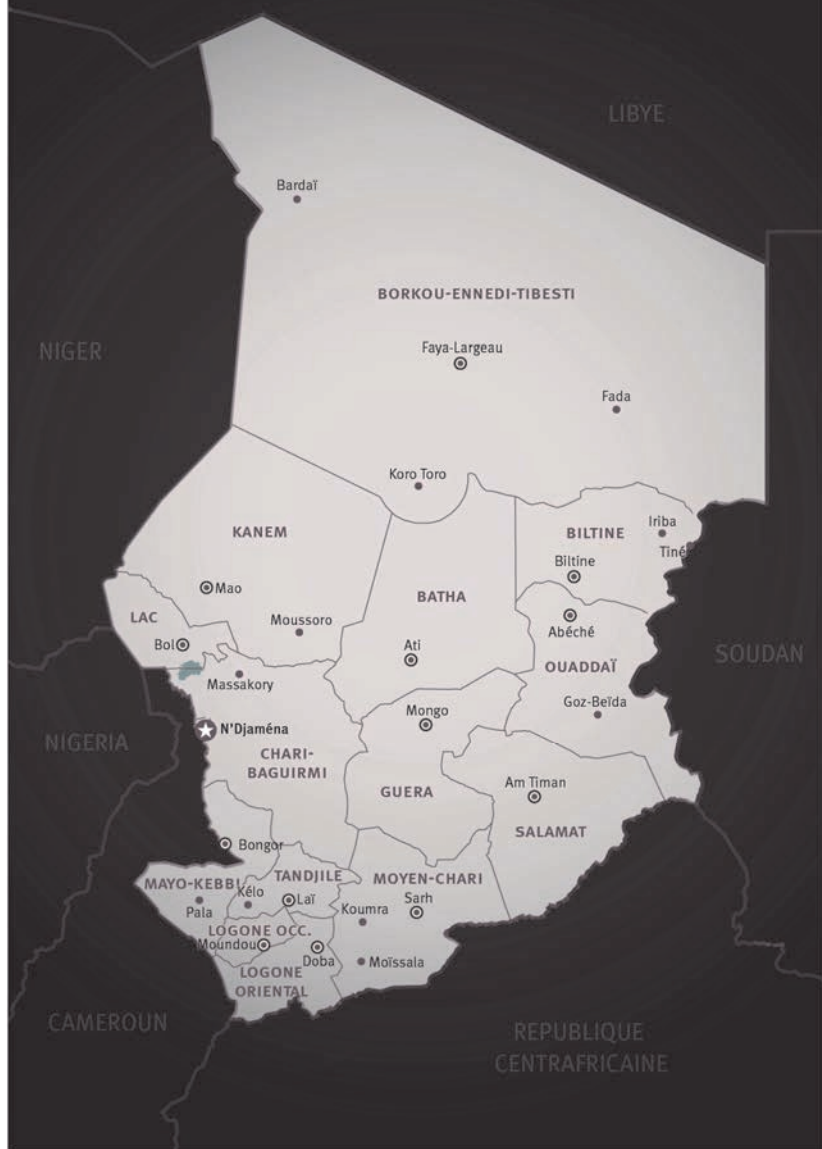 LIBYE
Bardaï
BORKOU-ENNEDI-TIBESTI
NIGER
Faya-Largeau
Fada
Koro Toro
KANEM
BILTINE
Iriba
Tiné
Biltine
Mao
BATHA
LAC
Moussoro
Abéché
Bol
Ati
OUADDAÏ
SOUDAN
Massakory
Goz-Beïda
Mongo
N'Djaména
NIGERIA
CHARI-
BAGUIRMI
Am Timan
GUERA
SALAMAT
Bongor
TANDJILE
MOYEN-CHARI
MAYO-KEBBI
Kélo
Laï
Sarh
Pala
Koumra
LOGONE OCC.
Moundou
Doba
Moïssala
LOGONE
ORIENTAL
CAMEROUN
REPUBLIQUE
CENTRAFRICAINE